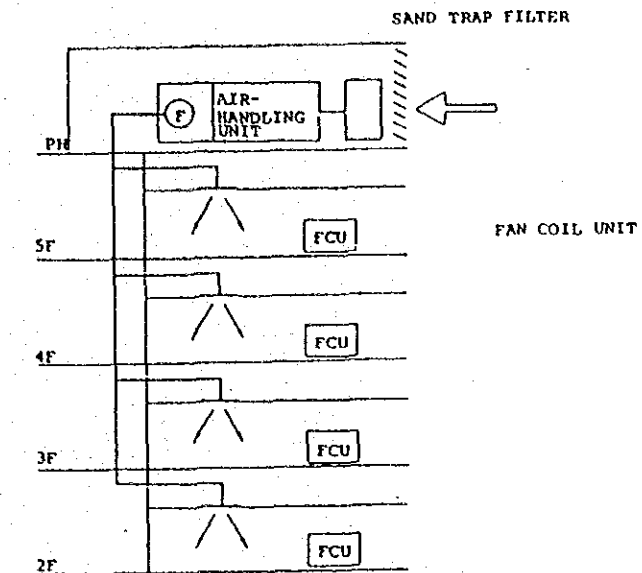 SAND TRAP FILTER
F
AIR-
HANDLING
UNIT
PH
FCU
FAN COIL UNIT
5F
FCU
4F
FCU
3F
FCU
2F